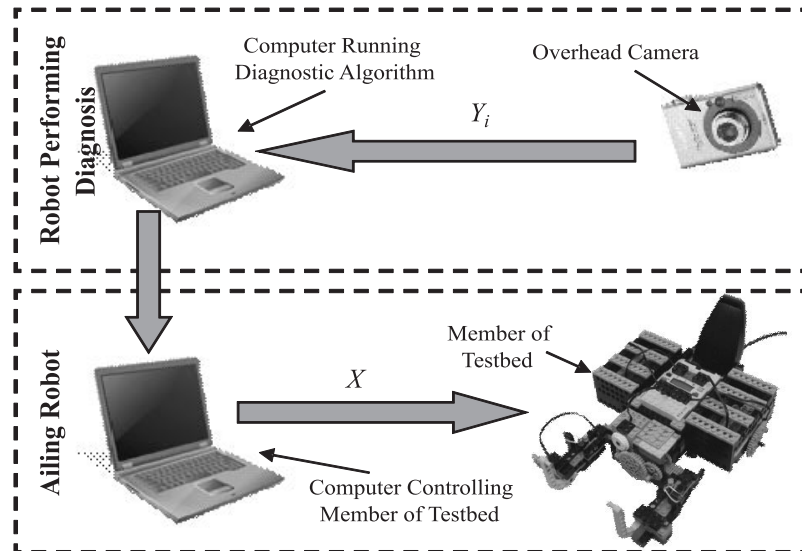 Robot Performing
Diagnosis
Computer Running
Diagnostic Algorithm
Overhead Camera
Y_i
Ailing Robot
X
Member of
Testbed
Computer Controlling
Member of Testbed